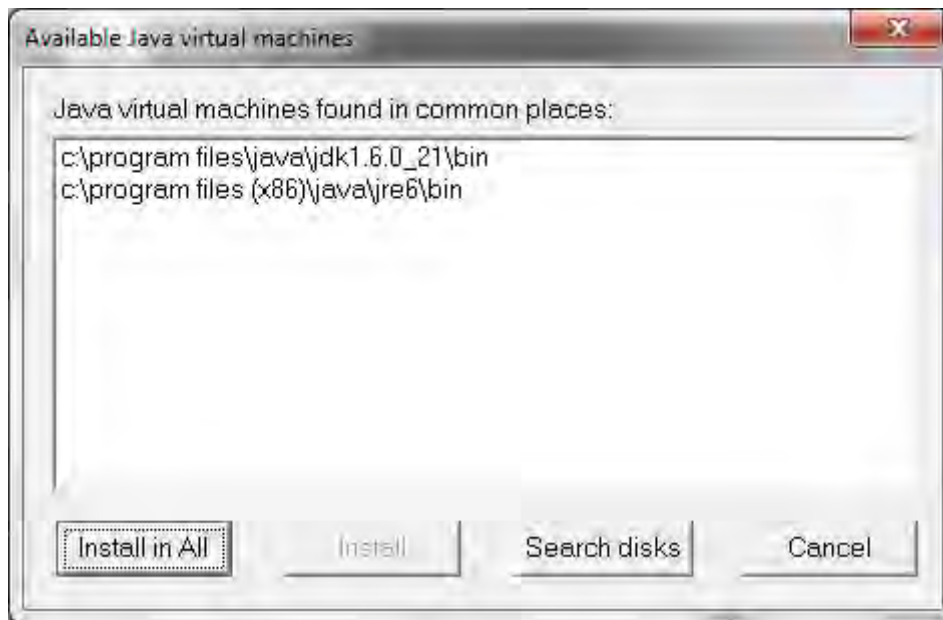 Available Java virtual machines
Java virtual machines found in common places:
c:\program files\java\jdk1.6.0_21\bin
c:\program files (x86)\java\jre6\bin
Install in All
Install
Search disks
Cancel